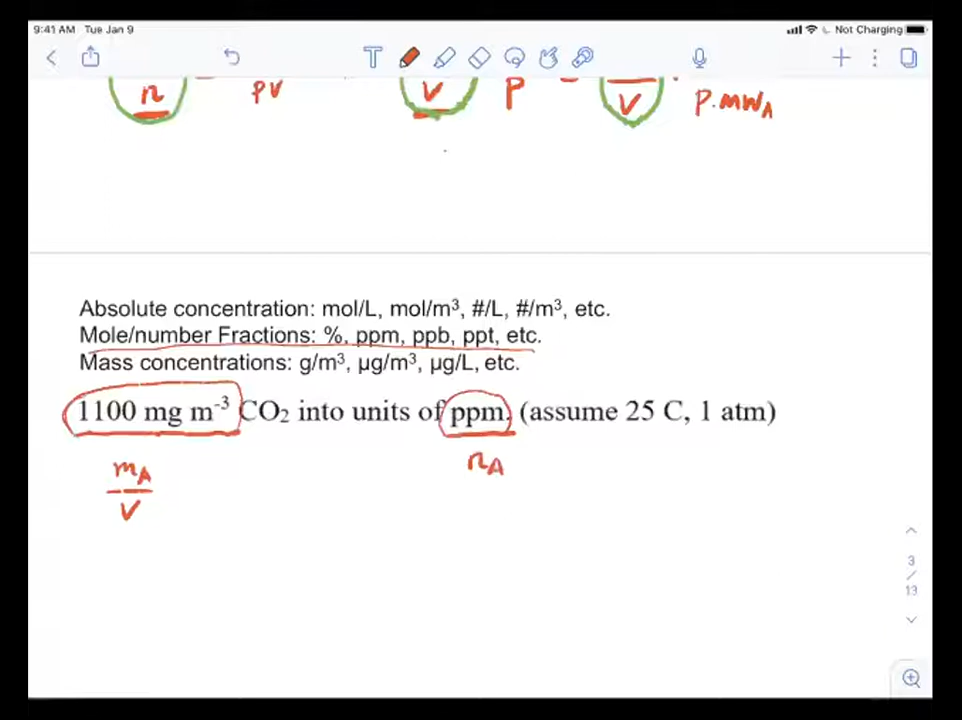 9:41 AM Tue Jan 9 Not Charging
T
n PV V P V P.MWA
Absolute concentration: mol/L, mol/m³, #/L, #/m³, etc.
Mole/number Fractions: %, ppm, ppb, ppt, etc.
Mass concentrations: g/m³, µg/m³, µg/L, etc.
1100 mg m⁻³ CO₂ into units of ppm. (assume 25 C, 1 atm)
mA nA
V
3
/
13